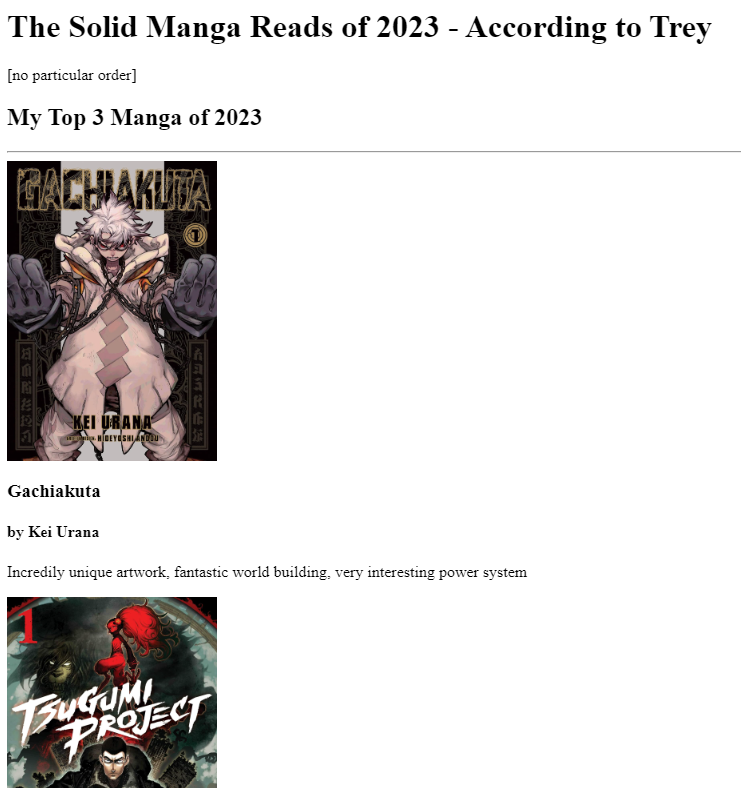 The Solid Manga Reads of 2023 - According to Trey
[no particular order]
My Top 3 Manga of 2023
GACHIAKUTA
1
KEI URANA
HIDEYOSHI ANDOU
Gachiakuta
by Kei Urana
Incredily unique artwork, fantastic world building, very interesting power system
1
TSUGUMI
PROJECT